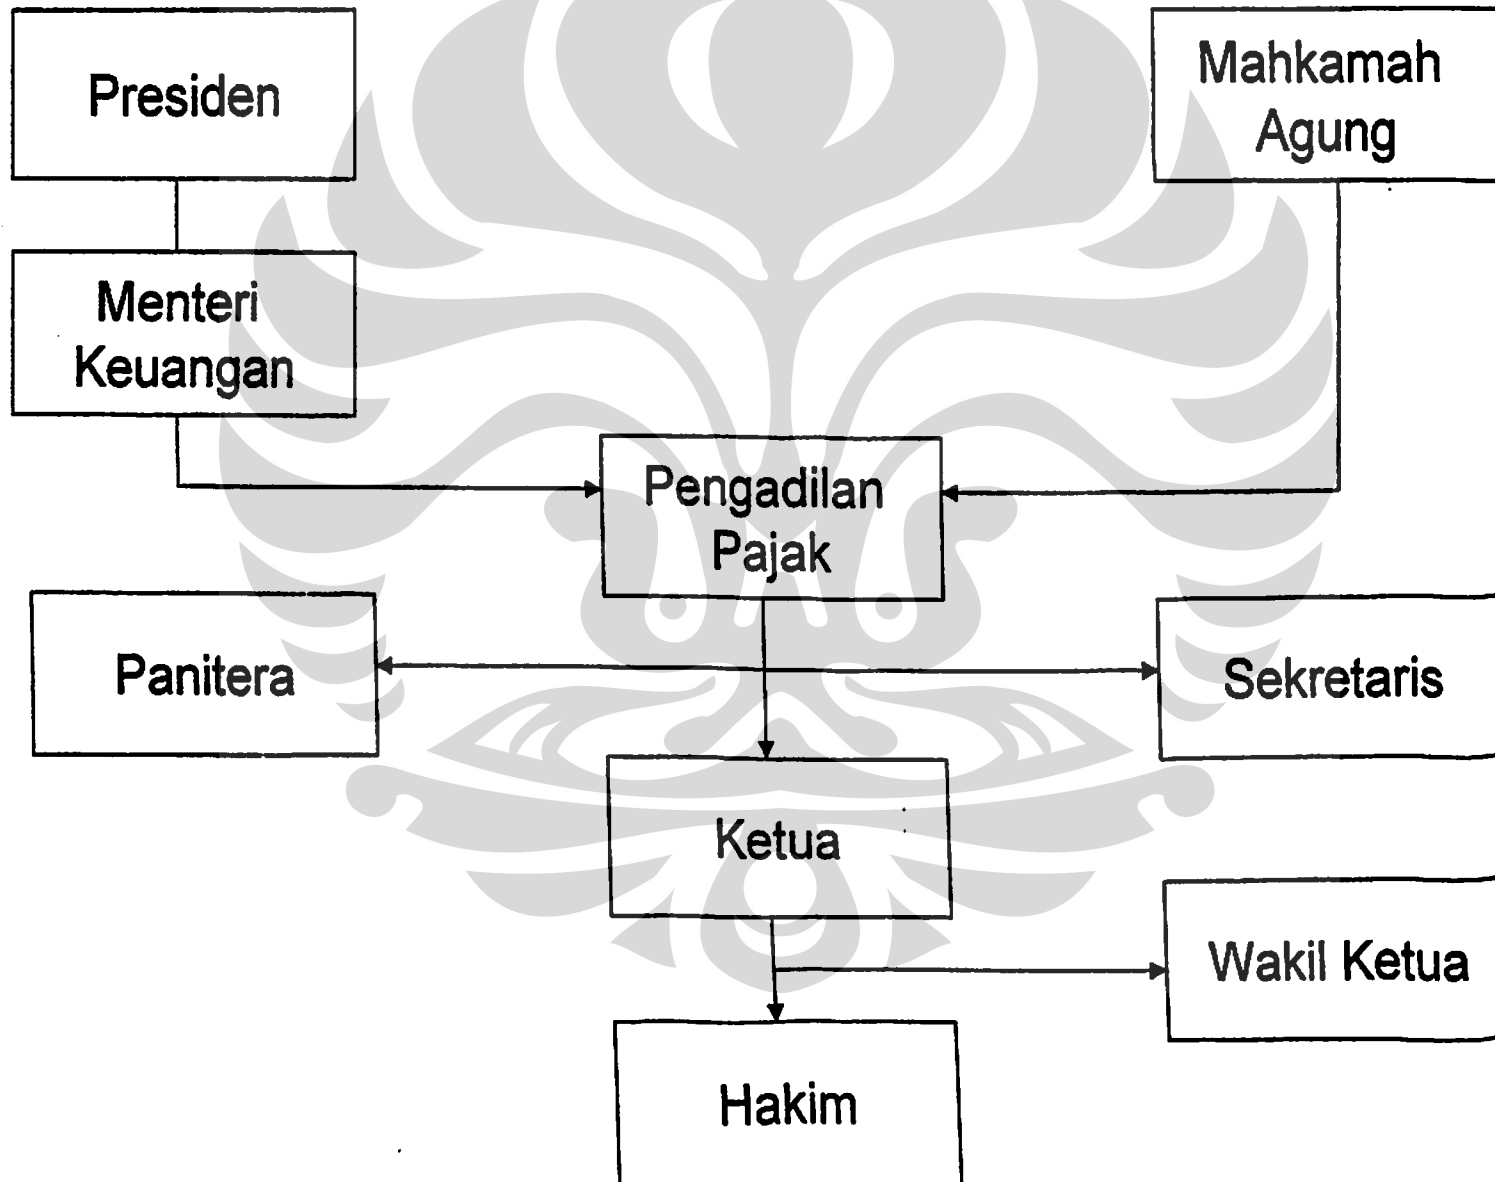 Presiden
Mahkamah
Agung
Menteri
Keuangan
Pengadilan
Pajak
Panitera
Sekretaris
Ketua
Wakil Ketua
Hakim